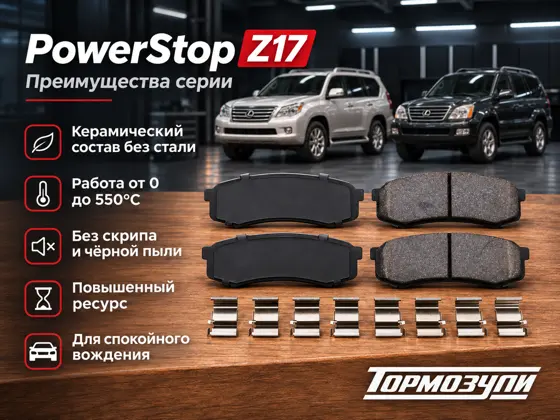 PowerStop Z17
Преимущества серии
Керамический
состав без стали
Работа от 0
до 550°C
Без скрипа
и чёрной пыли
Повышенный
ресурс
Для спокойного
вождения
ТОРМОЗУПИ